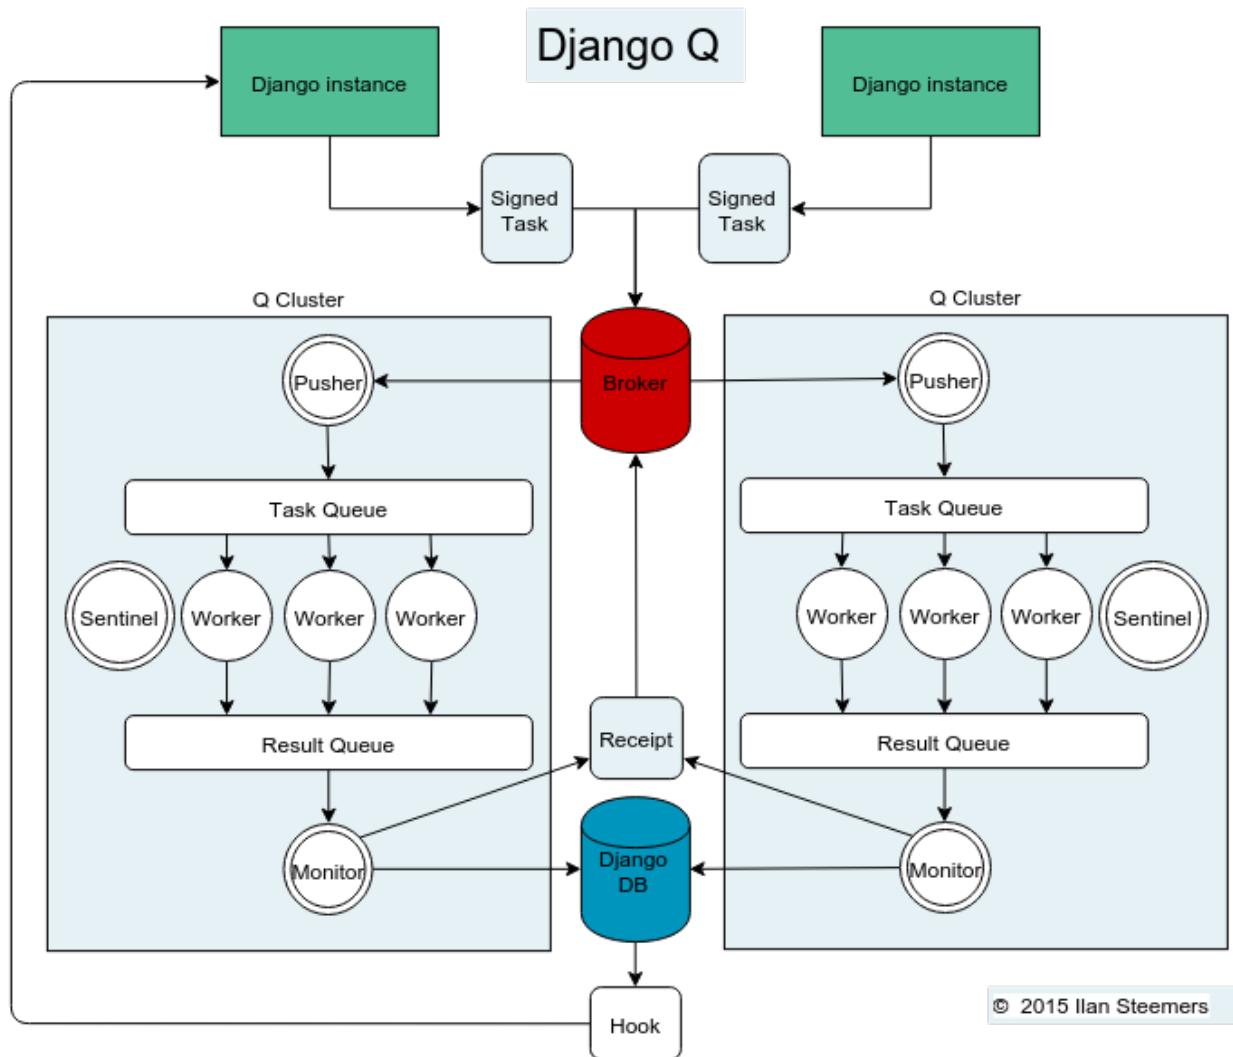 Django Q
Django instance
Django instance
Signed
Task
Signed
Task
Q Cluster
Q Cluster
Pusher
Broker
Pusher
Task Queue
Task Queue
Sentinel
Worker
Worker
Worker
Worker
Worker
Worker
Sentinel
Result Queue
Receipt
Result Queue
Monitor
Django
DB
Monitor
Hook
© 2015 Ilan Steemers